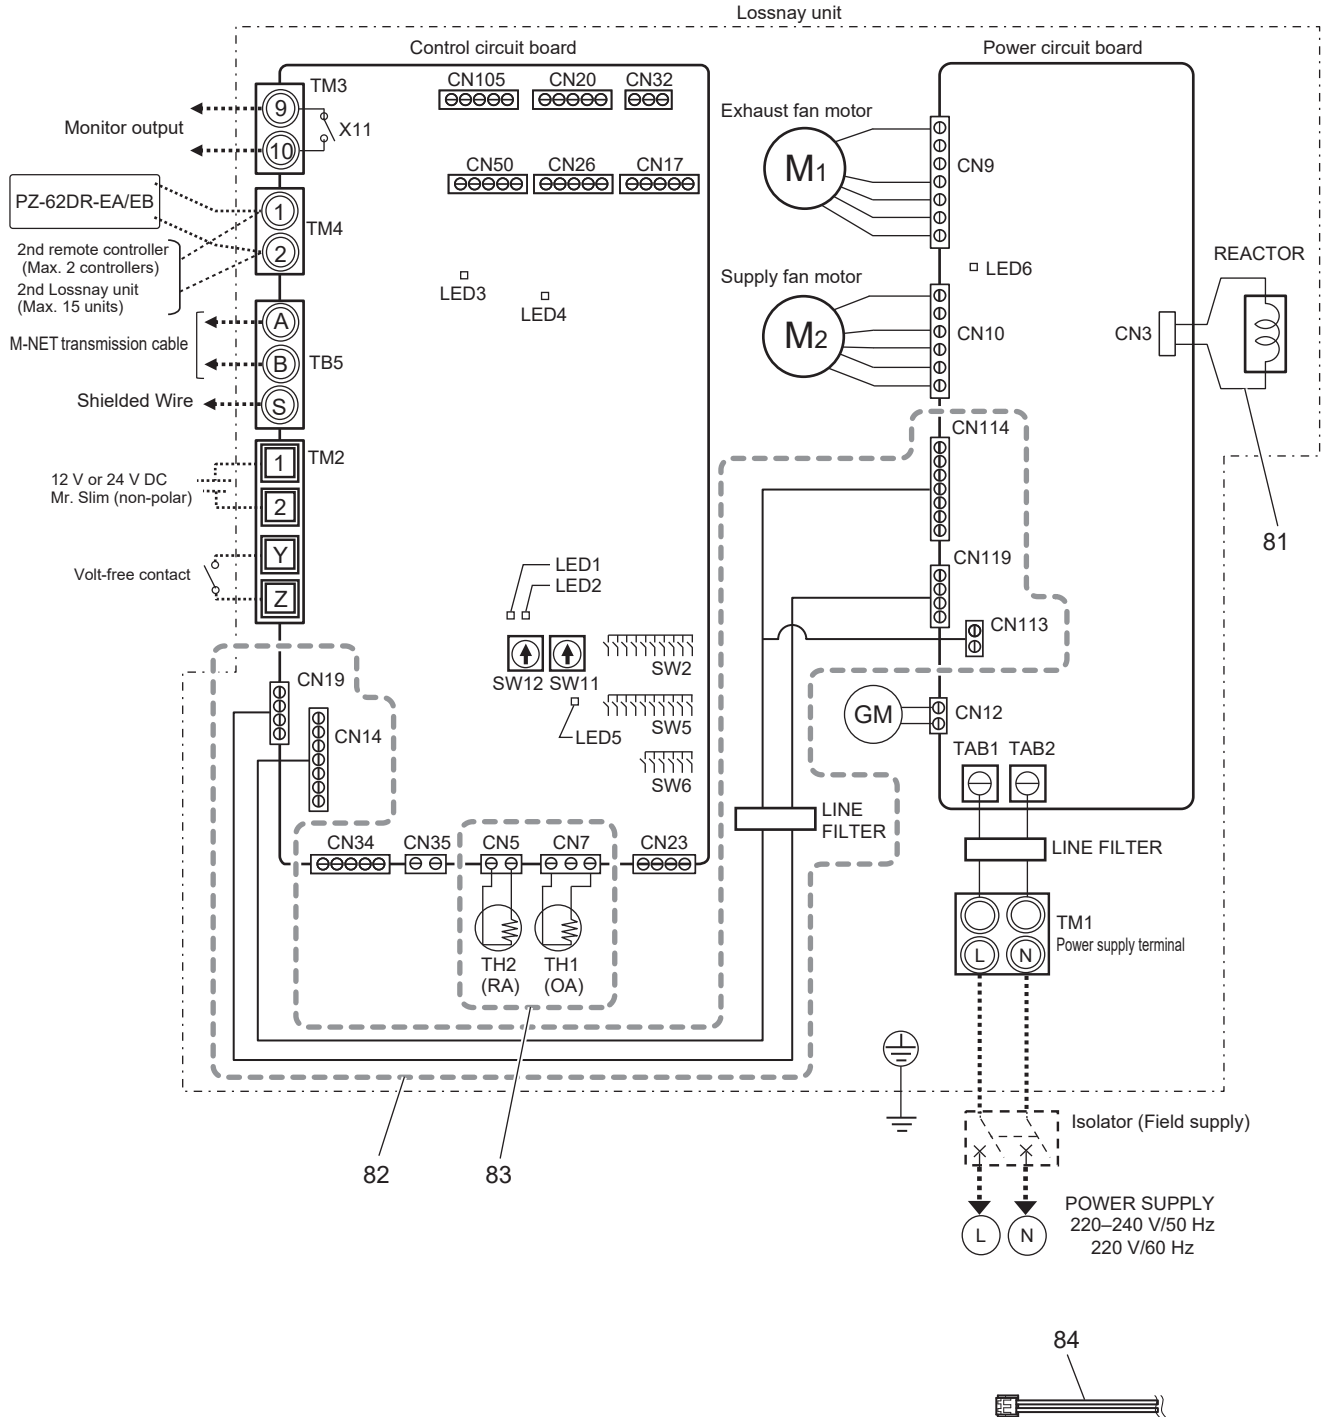 Lossnay unit
Control circuit board
Power circuit board
TM3
9
10
X11
Monitor output
CN105
CN20
CN32
CN50
CN26
CN17
Exhaust fan motor
M1
CN9
PZ-62DR-EA/EB
1
2
TM4
2nd remote controller
(Max. 2 controllers)
2nd Lossnay unit
(Max. 15 units)
LED3
LED4
Supply fan motor
M2
CN10
LED6
REACTOR
CN3
M-NET transmission cable
A
B
S
TB5
Shielded Wire
12 V or 24 V DC
Mr. Slim (non-polar)
1
2
Y
Z
TM2
Volt-free contact
CN114
81
CN119
CN113
LED1
LED2
SW12
SW11
SW2
SW5
LED5
SW6
CN19
CN14
GM
CN12
TAB1
TAB2
LINE
FILTER
CN34
CN35
CN5
CN7
CN23
LINE FILTER
TH2
(RA)
TH1
(OA)
TM1
Power supply terminal
L
N
82
83
Isolator (Field supply)
L
N
POWER SUPPLY
220–240 V/50 Hz
220 V/60 Hz
84